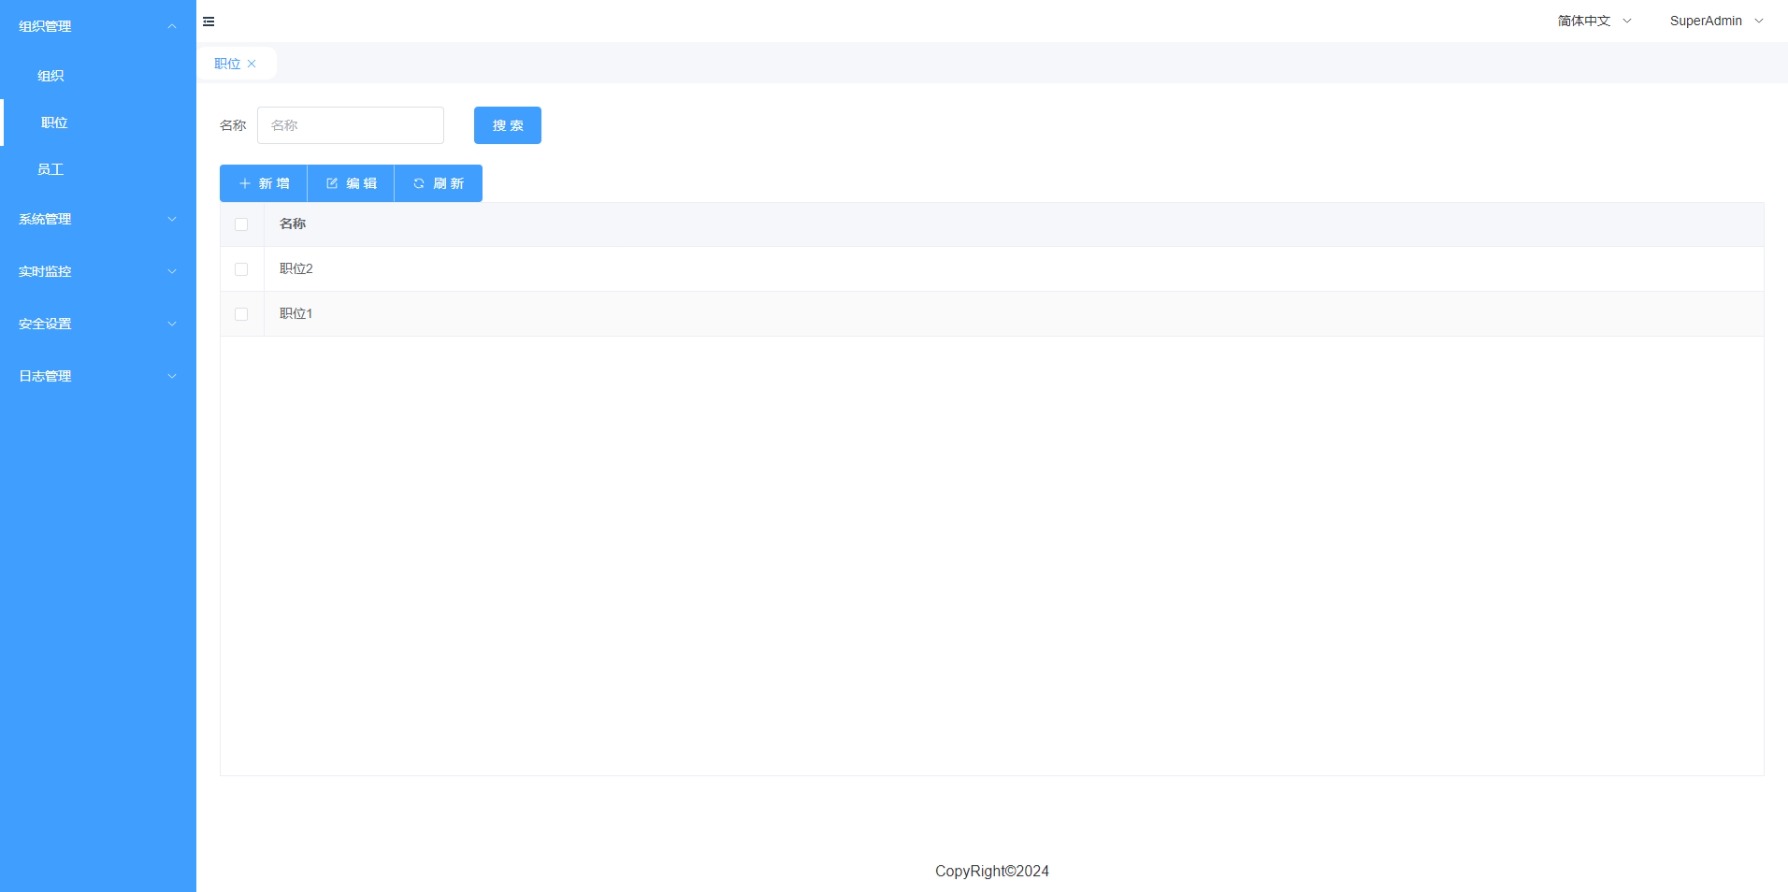 组织管理
组织
职位
员工
系统管理
实时监控
安全设置
日志管理
简体中文 SuperAdmin
职位
名称 名称 搜 索
新 增 编 辑 刷 新
名称
职位2
职位1
CopyRight©2024